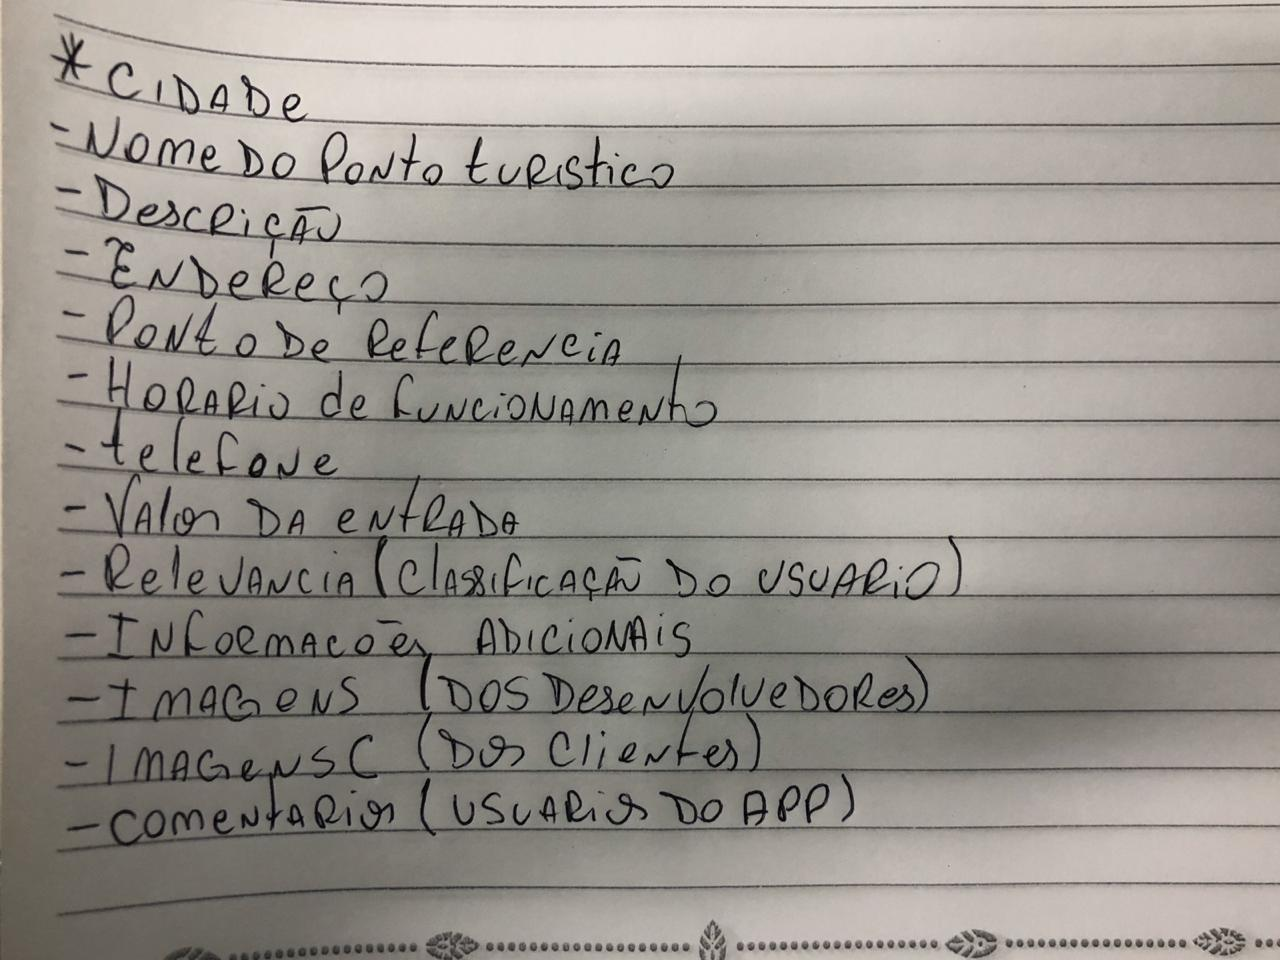 * CIDADE
- Nome DO Ponto turistico
- Descrição
- Endereço
- Ponto De Referencia
- Horario de funcionamento
- telefone
- Valor DA entrada
- Relevancia (Classificação Do usuario)
- Informacões ADICIONAIS
- Imagens (DOS Desenvolvedores)
- ImagensC (Dos Clientes)
- comentarios (usuarios DO APP)